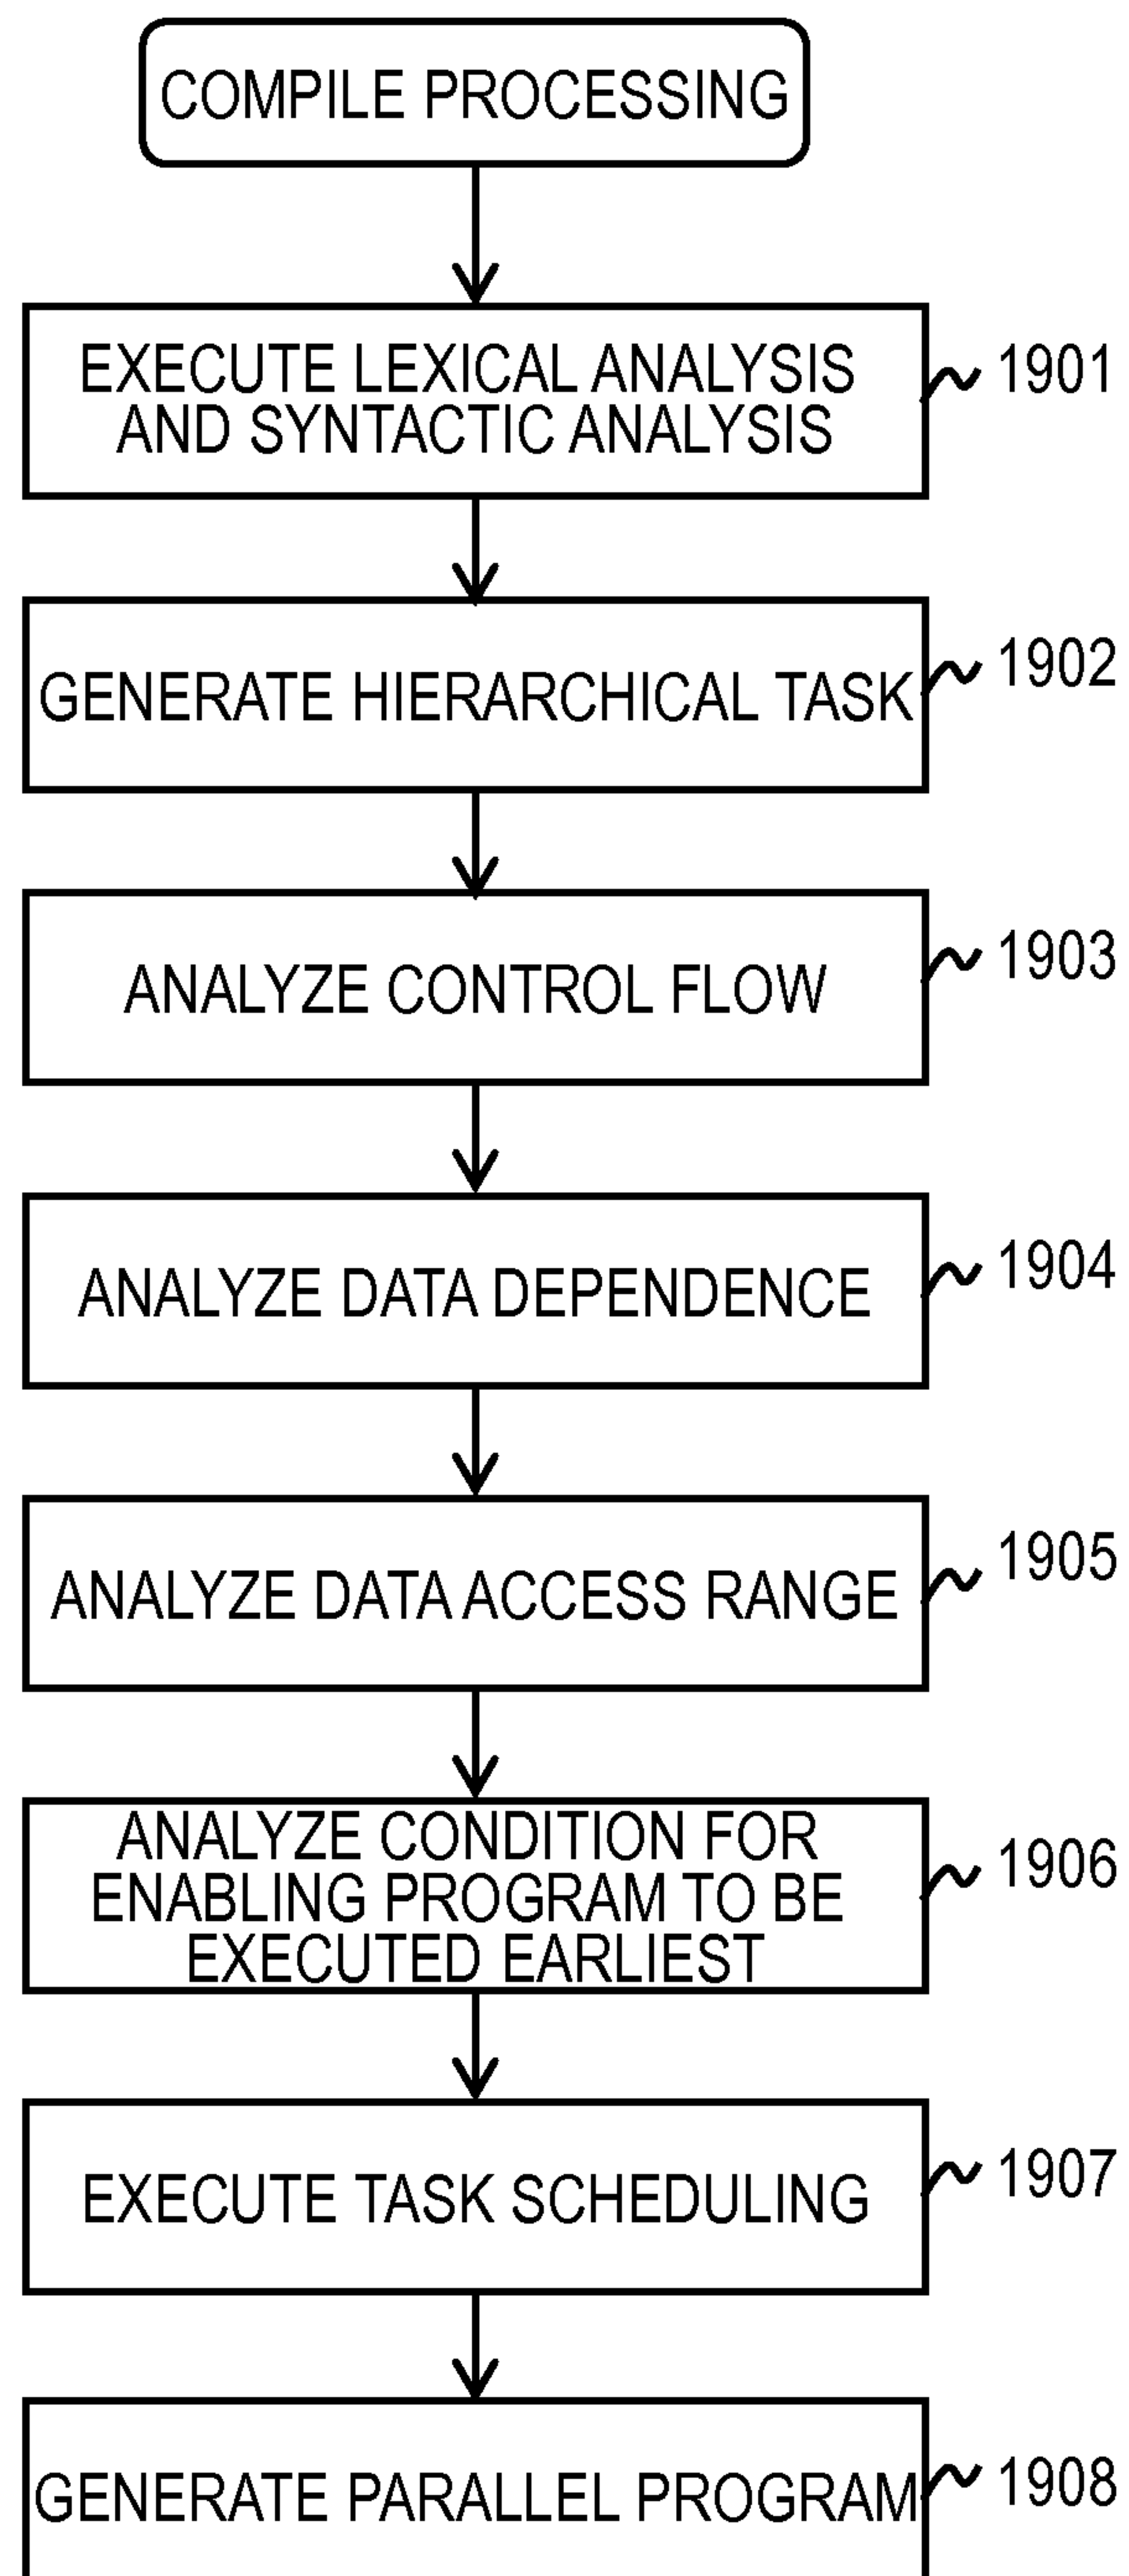 COMPILE PROCESSING
EXECUTE LEXICAL ANALYSIS
AND SYNTACTIC ANALYSIS
1901
GENERATE HIERARCHICAL TASK
1902
ANALYZE CONTROL FLOW
1903
ANALYZE DATA DEPENDENCE
1904
ANALYZE DATA ACCESS RANGE
1905
ANALYZE CONDITION FOR
ENABLING PROGRAM TO BE
EXECUTED EARLIEST
1906
EXECUTE TASK SCHEDULING
1907
GENERATE PARALLEL PROGRAM
1908